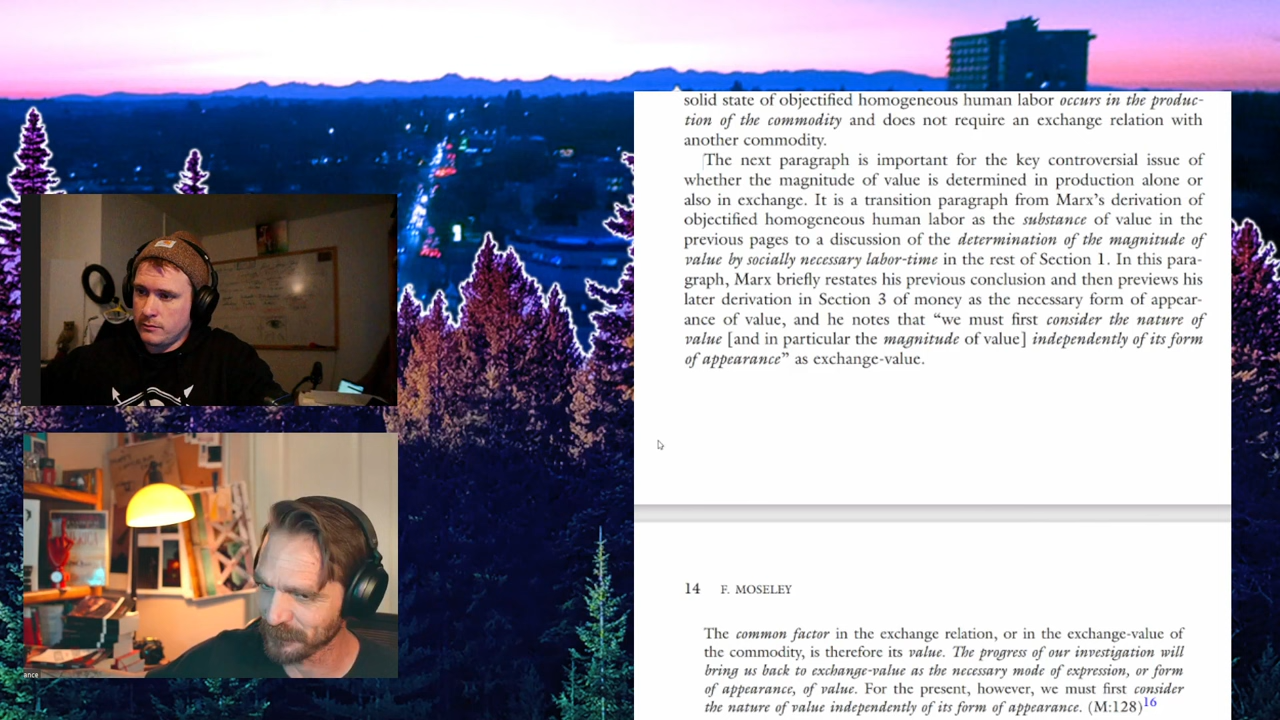 solid state of objectified homogeneous human labor occurs in the produc-
tion of the commodity and does not require an exchange relation with
another commodity.
The next paragraph is important for the key controversial issue of
whether the magnitude of value is determined in production alone or
also in exchange. It is a transition paragraph from Marx's derivation of
objectified homogeneous human labor as the substance of value in the
previous pages to a discussion of the determination of the magnitude of
value by socially necessary labor-time in the rest of Section 1. In this para-
graph, Marx briefly restates his previous conclusion and then previews his
later derivation in Section 3 of money as the necessary form of appear-
ance of value, and he notes that “we must first consider the nature of
value [and in particular the magnitude of value] independently of its form
of appearance” as exchange-value.
14 F. MOSELEY
The common factor in the exchange relation, or in the exchange-value of
the commodity, is therefore its value. The progress of our investigation will
bring us back to exchange-value as the necessary mode of expression, or form
of appearance, of value. For the present, however, we must first consider
the nature of value independently of its form of appearance. (M:128)16
ance